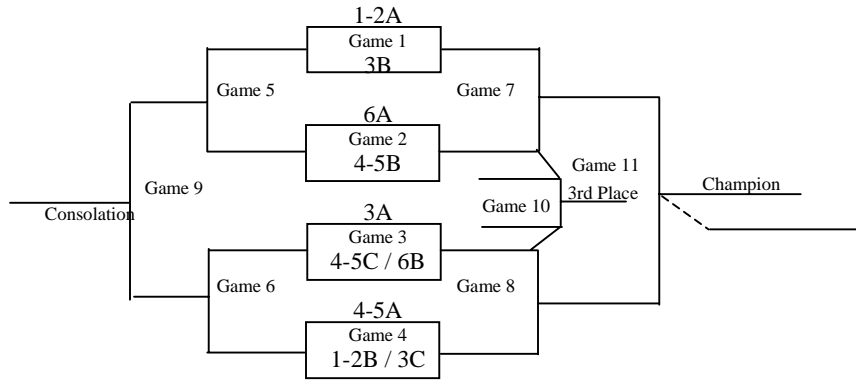 1-2A
Game 1
3B
Game 5
Game 7
6A
Game 2
4-5B
Game 11
Game 9
Champion
3rd Place
Consolation
Game 10
3A
Game 3
4-5C / 6B
Game 6
Game 8
4-5A
Game 4
1-2B / 3C